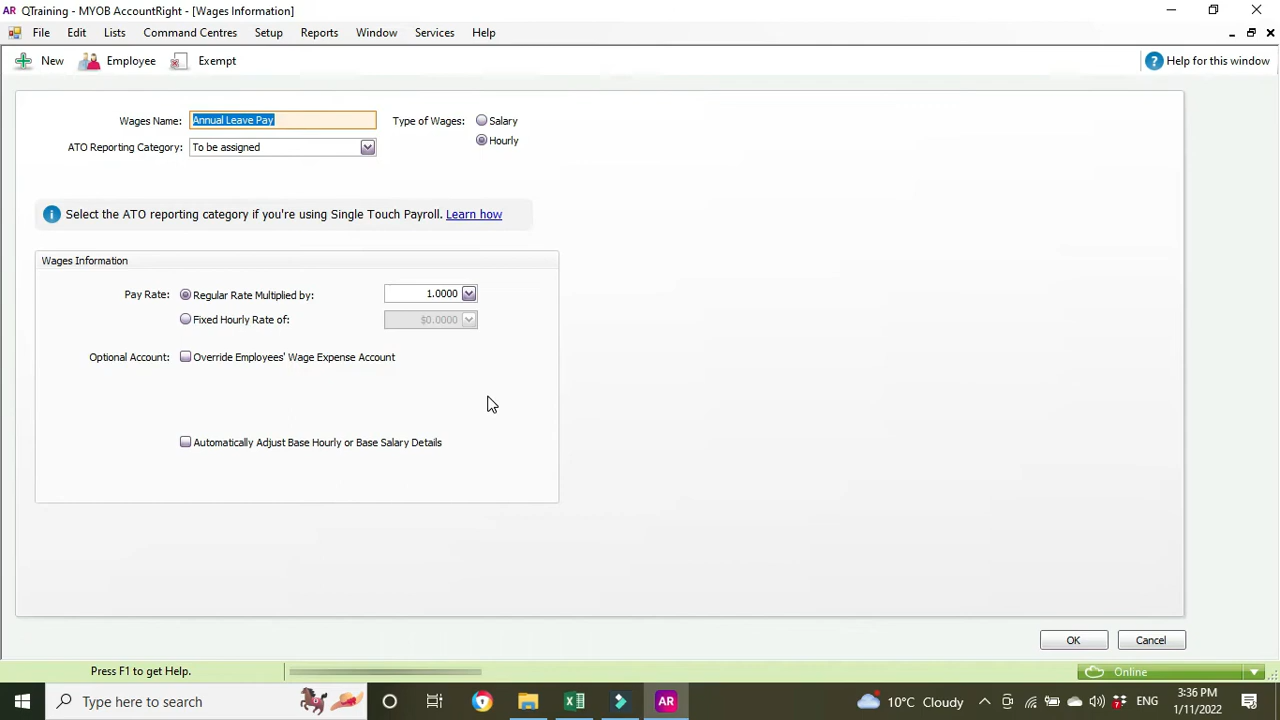 AR QTraining - MYOB AccountRight - [Wages Information]
File Edit Lists Command Centres Setup Reports Window Services Help
New Employee Exempt ? Help for this window
Wages Name: Annual Leave Pay Type of Wages: Salary
Hourly
ATO Reporting Category: To be assigned
i Select the ATO reporting category if you're using Single Touch Payroll. Learn how
Wages Information
Pay Rate: Regular Rate Multiplied by: 1.0000
Fixed Hourly Rate of: $0.0000
Optional Account: Override Employees' Wage Expense Account
Automatically Adjust Base Hourly or Base Salary Details
OK Cancel
Press F1 to get Help. Online
Type here to search AR 10°C Cloudy ENG 3:36 PM
1/11/2022